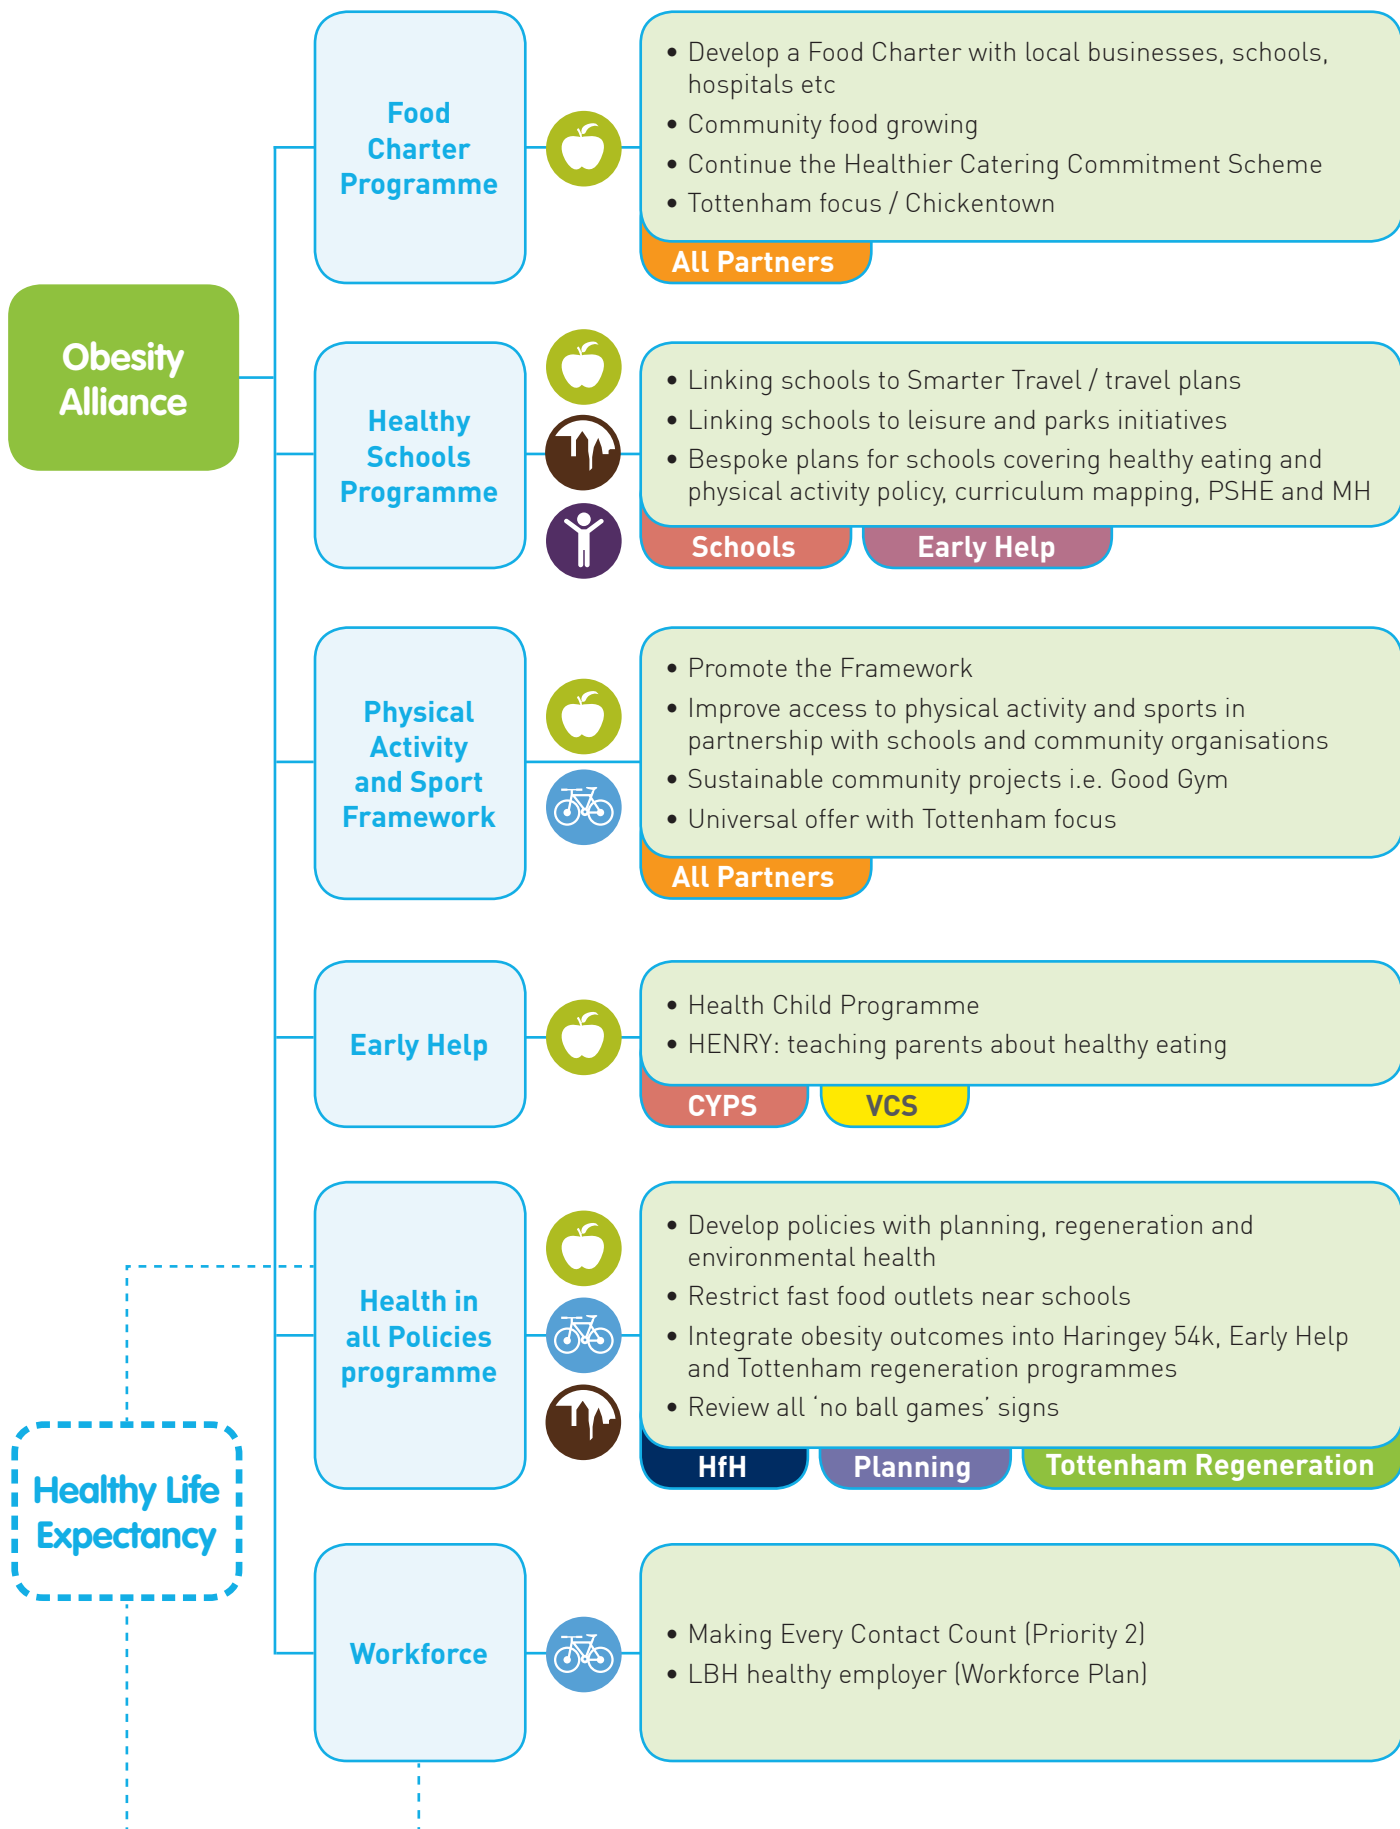 Obesity
Alliance
Food
Charter
Programme
• Develop a Food Charter with local businesses, schools,
hospitals etc
• Community food growing
• Continue the Healthier Catering Commitment Scheme
• Tottenham focus / Chickentown
All Partners
Healthy
Schools
Programme
• Linking schools to Smarter Travel / travel plans
• Linking schools to leisure and parks initiatives
• Bespoke plans for schools covering healthy eating and
physical activity policy, curriculum mapping, PSHE and MH
Schools
Early Help
Physical
Activity
and Sport
Framework
• Promote the Framework
• Improve access to physical activity and sports in
partnership with schools and community organisations
• Sustainable community projects i.e. Good Gym
• Universal offer with Tottenham focus
All Partners
Early Help
• Health Child Programme
• HENRY: teaching parents about healthy eating
CYPS
VCS
Health in
all Policies
programme
• Develop policies with planning, regeneration and
environmental health
• Restrict fast food outlets near schools
• Integrate obesity outcomes into Haringey 54k, Early Help
and Tottenham regeneration programmes
• Review all ‘no ball games’ signs
HfH
Planning
Tottenham Regeneration
Healthy Life
Expectancy
Workforce
• Making Every Contact Count (Priority 2)
• LBH healthy employer (Workforce Plan)